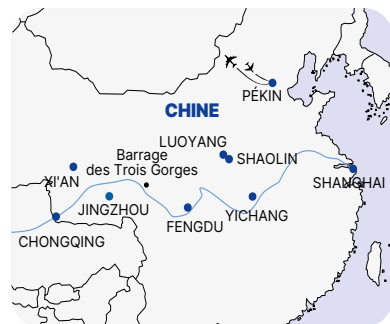 PÉKIN
CHINE
LUOYANG
Barrage
des Trois Gorges
SHAOLIN
XI'AN
SHANGHAI
JINGZHOU
YICHANG
FENGDU
CHONGQING